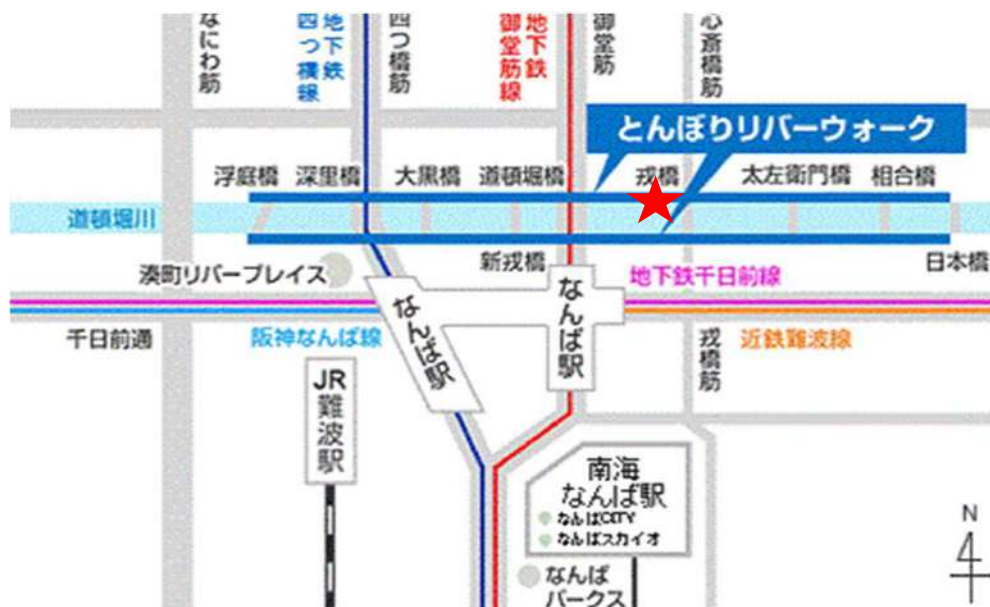 なにわ筋
地下鉄
四つ橋線
四つ橋筋
地下鉄
御堂筋線
御堂筋
心斎橋筋
とんぼりリバーウォーク
浮庭橋
深里橋
大黒橋
道頓堀橋
戎橋
太左衛門橋
相合橋
道頓堀川
湊町リバープレイス
新戎橋
地下鉄千日前線
日本橋
千日前通
阪神なんば線
なんば駅
なんば駅
戎橋筋
近鉄難波線
JR
難波駅
南海
なんば駅
なんばCITY
なんばスカイオ
なんば
パークス
N